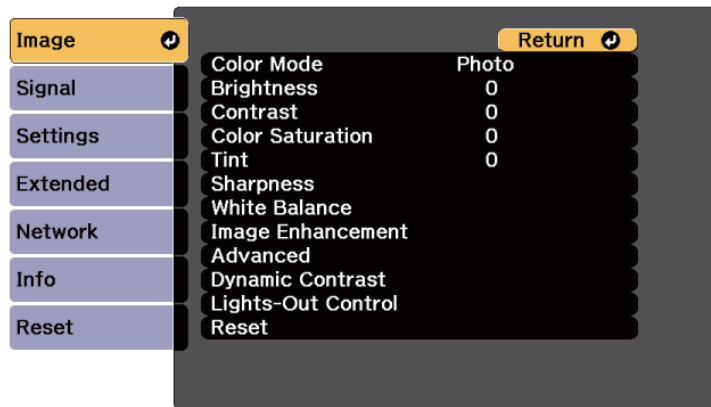 Image
Signal
Settings
Extended
Network
Info
Reset
Return
Color Mode Photo
Brightness 0
Contrast 0
Color Saturation 0
Tint 0
Sharpness
White Balance
Image Enhancement
Advanced
Dynamic Contrast
Lights-Out Control
Reset